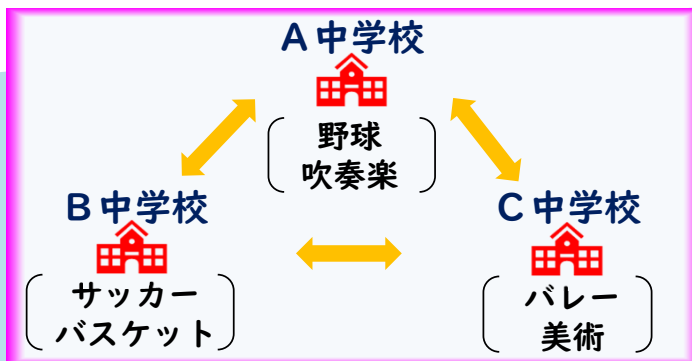 A中学校
野球
吹奏楽
B中学校
サッカー
バスケット
C中学校
バレー
美術